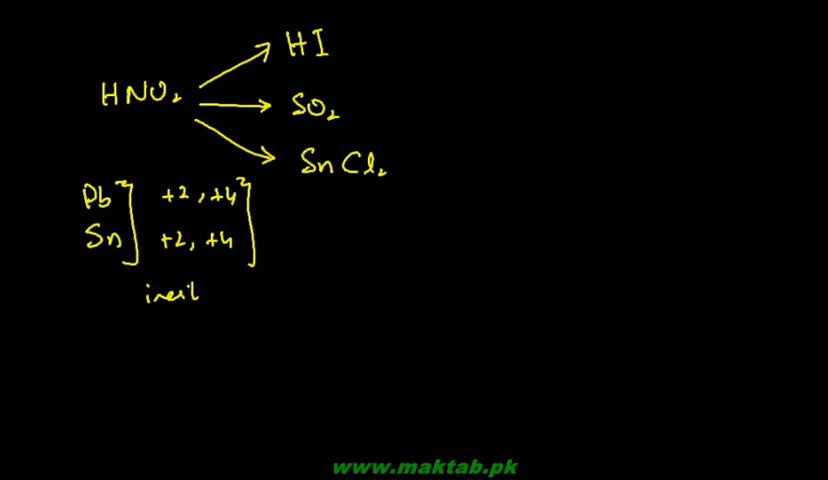 HI
HNO₂
SO₂
SnCl₂
Pb +2, +4
Sn +2, +4
inert
www.maktab.pk